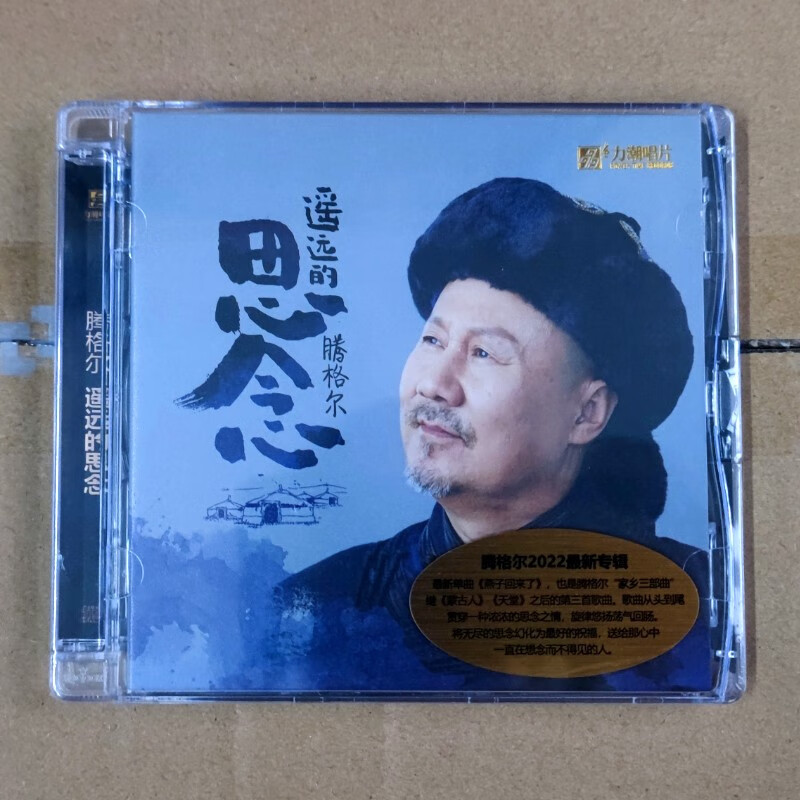 力潮唱片
遥远的
思念
腾格尔
腾格尔 遥远的思念
腾格尔2022最新专辑
最新单曲《燕子回来了》，也是腾格尔“家乡三部曲”
继《蒙古人》《天堂》之后的第三首歌曲。歌曲从头到尾
贯穿一种浓浓的思念之情，旋律悠扬荡气回肠。
将无尽的思念幻化为最好的祝福，送给那心中
一直在想念而不得见的人。